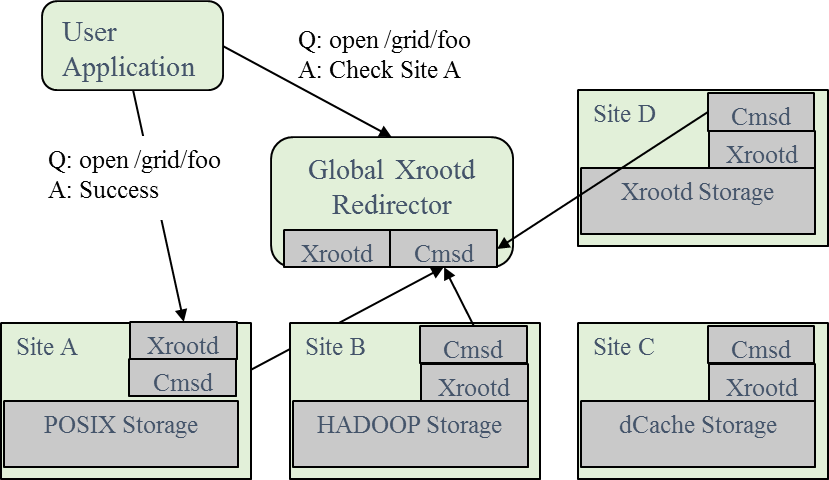 User
Application
Q: open /grid/foo
A: Check Site A
Q: open /grid/foo
A: Success
Global Xrootd
Redirector
Xrootd
Cmsd
Site D
Cmsd
Xrootd
Xrootd Storage
Site A
Xrootd
Cmsd
POSIX Storage
Site B
Cmsd
Xrootd
HADOOP Storage
Site C
Cmsd
Xrootd
dCache Storage